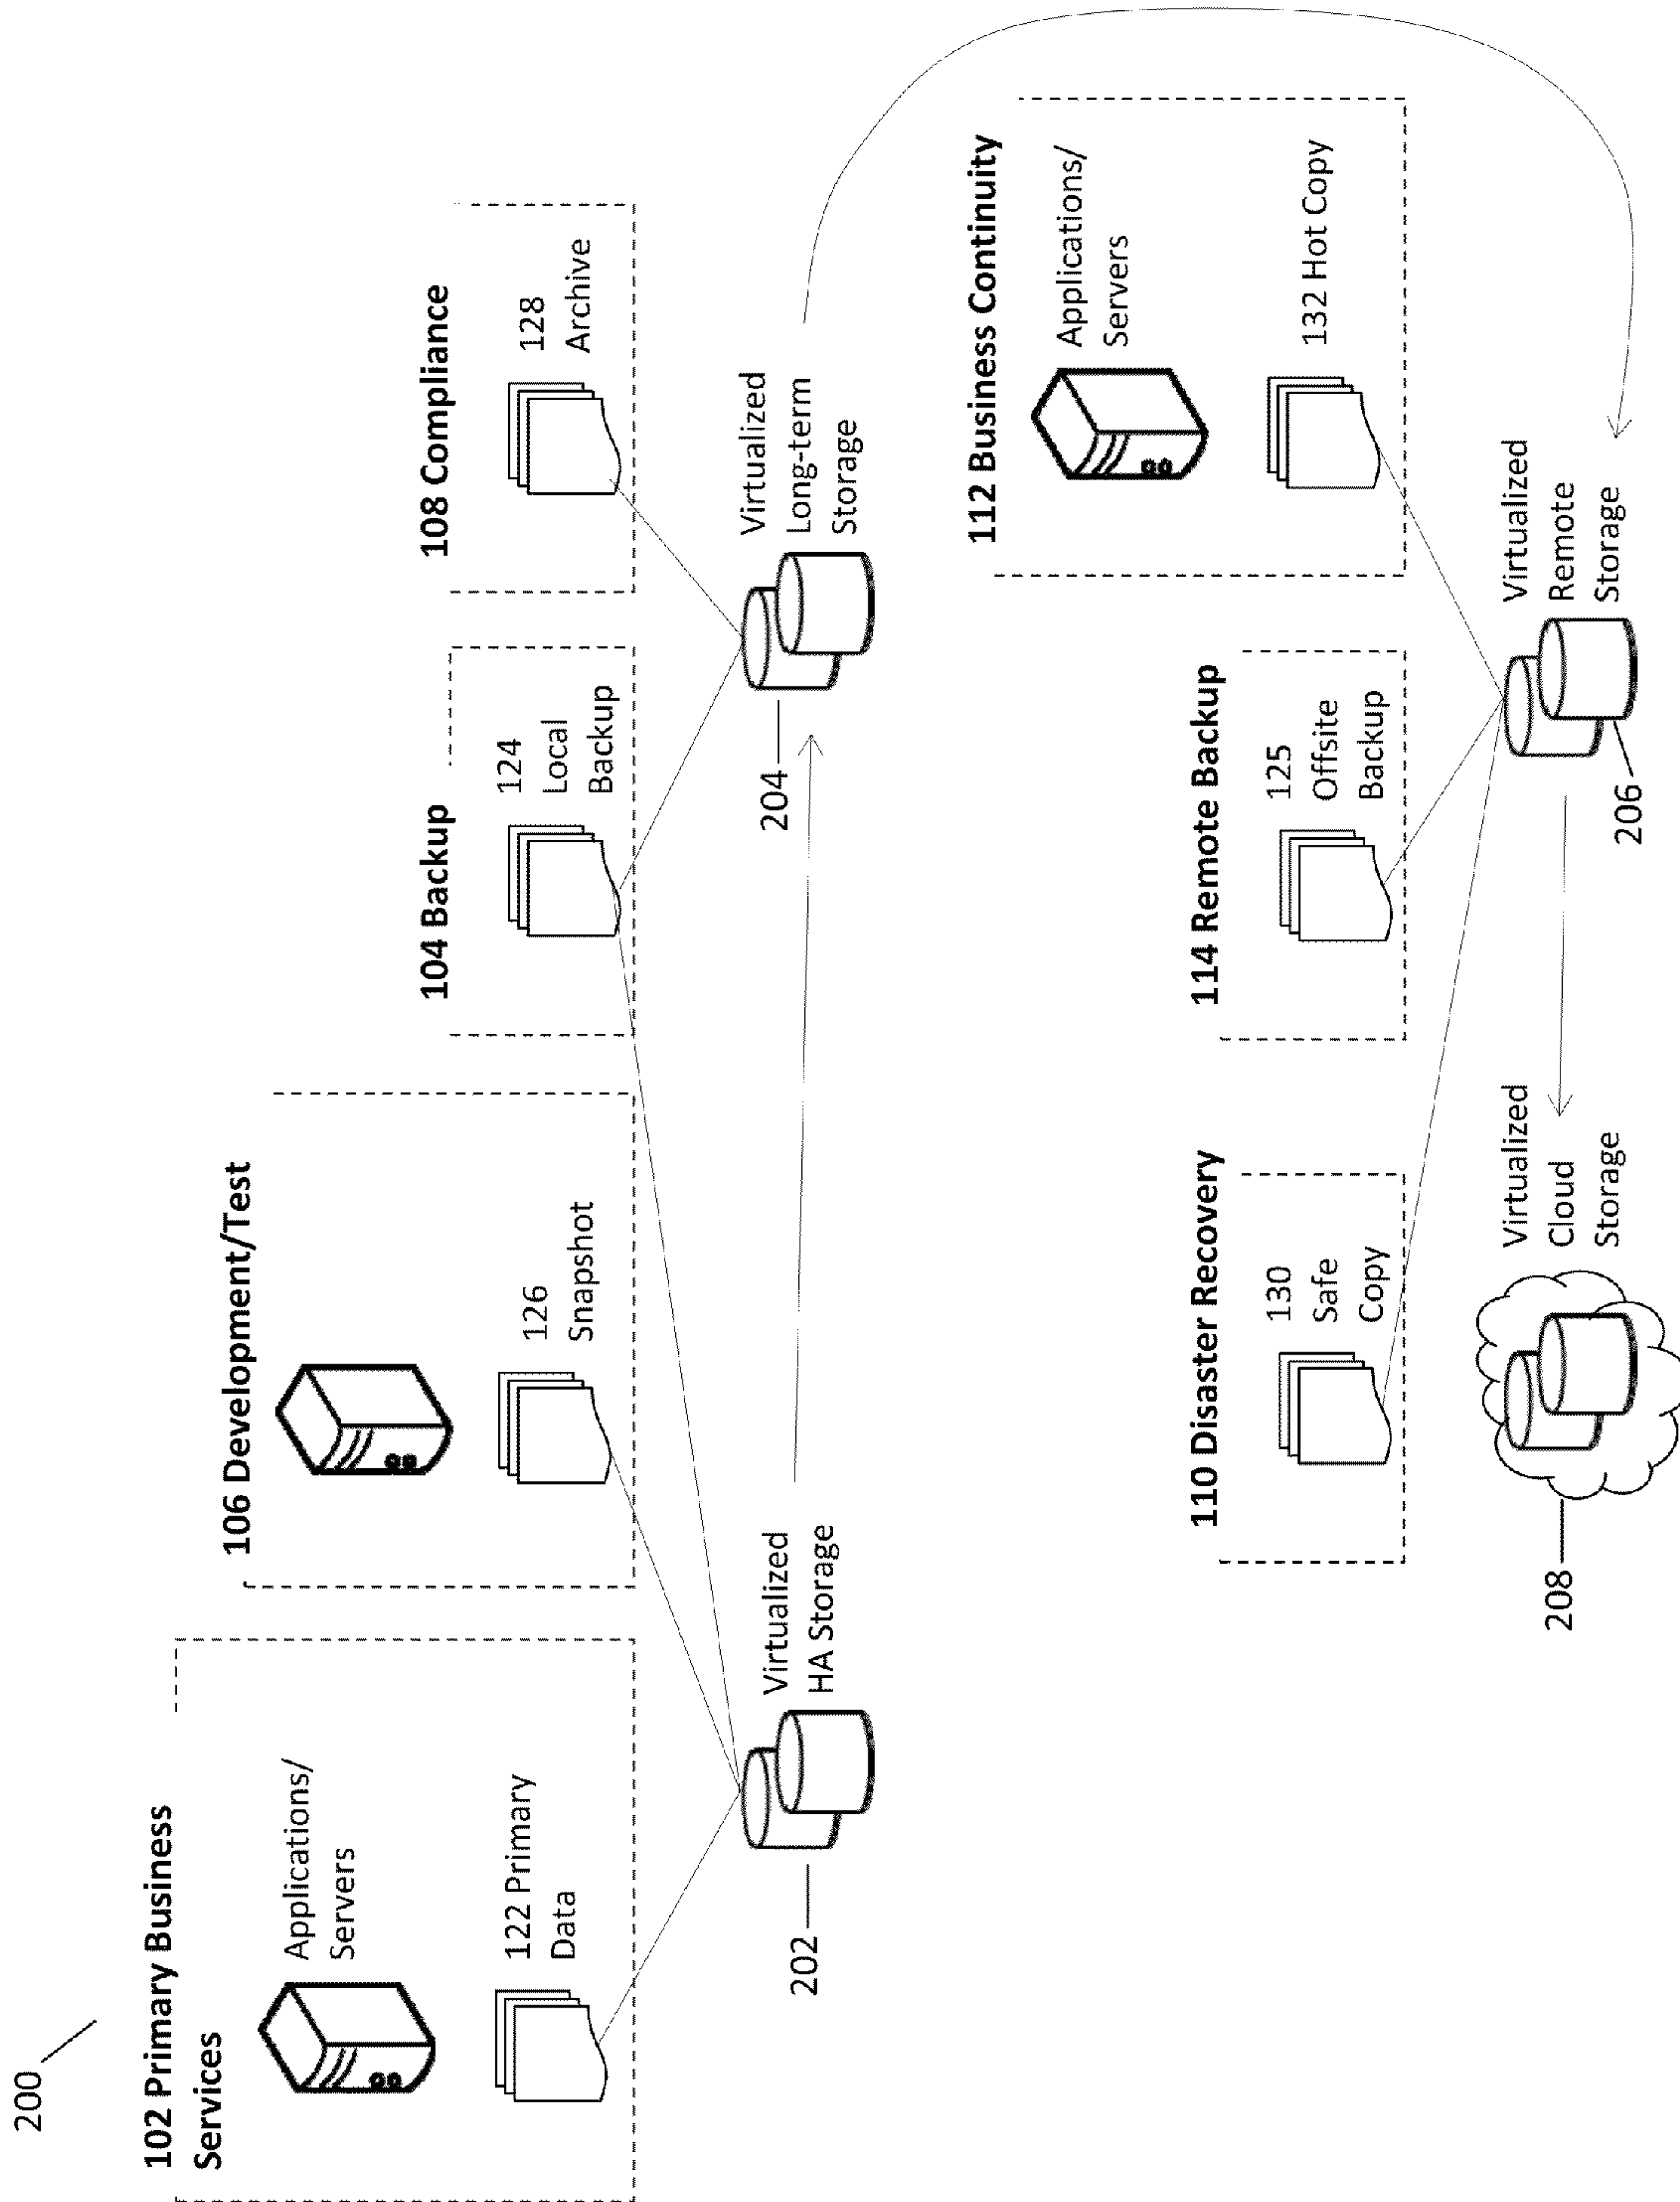 200
102 Primary Business
Services
Applications/
Servers
122 Primary
Data
106 Development/Test
126
Snapshot
104 Backup
124
Local
Backup
108 Compliance
128
Archive
202
Virtualized
HA Storage
204
Virtualized
Long-term
Storage
110 Disaster Recovery
130
Safe
Copy
114 Remote Backup
125
Offsite
Backup
112 Business Continuity
Applications/
Servers
132 Hot Copy
208
Virtualized
Cloud
Storage
206
Virtualized
Remote
Storage